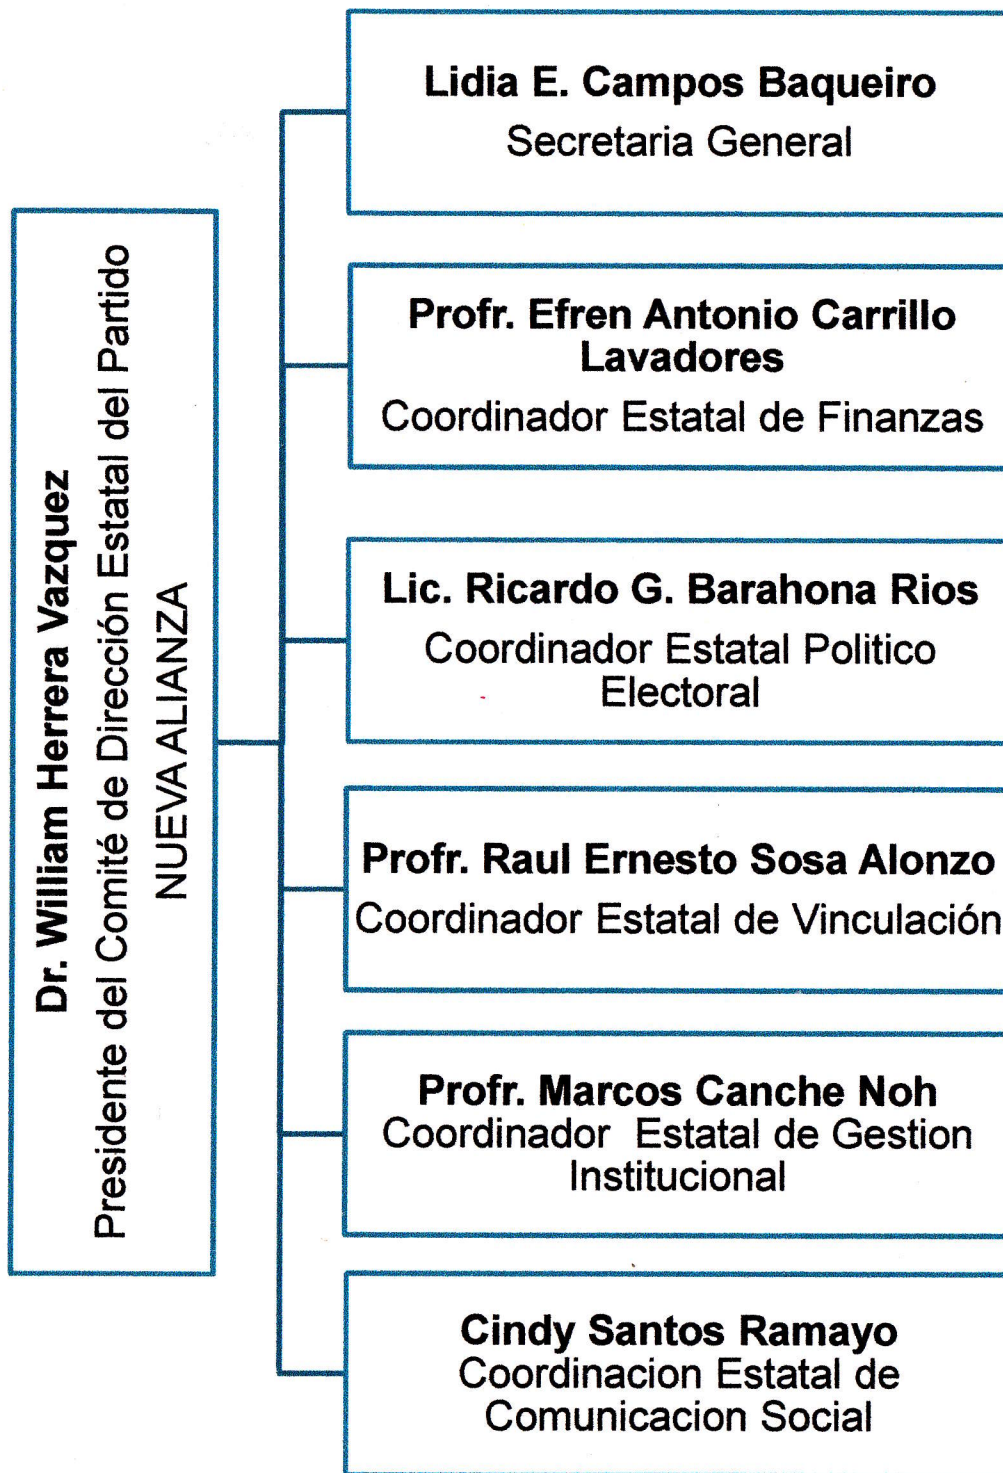 Dr. William Herrera Vazquez
Presidente del Comité de Dirección Estatal del Partido
NUEVA ALIANZA
Lidia E. Campos Baqueiro
Secretaria General
Profr. Efren Antonio Carrillo
Lavadores
Coordinador Estatal de Finanzas
Lic. Ricardo G. Barahona Rios
Coordinador Estatal Politico
Electoral
Profr. Raul Ernesto Sosa Alonzo
Coordinador Estatal de Vinculación
Profr. Marcos Canche Noh
Coordinador Estatal de Gestion
Institucional
Cindy Santos Ramayo
Coordinacion Estatal de
Comunicacion Social